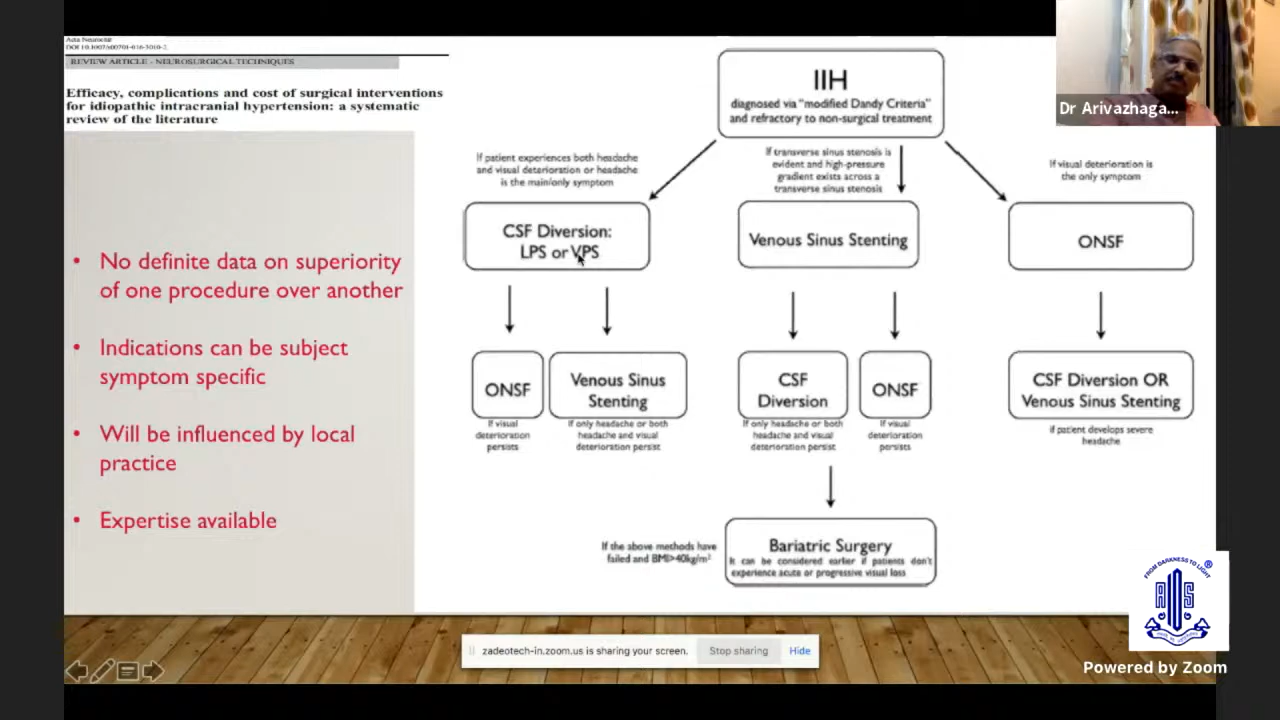 Acta Neurochir
DOI 10.1007/s00701-016-3010-2
REVIEW ARTICLE - NEUROSURGICAL TECHNIQUES
Efficacy, complications and cost of surgical interventions
for idiopathic intracranial hypertension: a systematic
review of the literature
• No definite data on superiority
of one procedure over another
• Indications can be subject
symptom specific
• Will be influenced by local
practice
• Expertise available
IIH
diagnosed via "modified Dandy Criteria"
and refractory to non-surgical treatment
If patient experiences both headache
and visual deterioration or headache
is the main/only symptom
If transverse sinus stenosis is
evident and high-pressure
gradient exists across a
transverse sinus stenosis
If visual deterioration is
the only symptom
CSF Diversion:
LPS or VPS
Venous Sinus Stenting
ONSF
ONSF
If visual
deterioration
persists
Venous Sinus
Stenting
If only headache or both
headache and visual
deterioration persist
CSF
Diversion
If only headache or both
headache and visual
deterioration persist
ONSF
If visual
deterioration
persists
CSF Diversion OR
Venous Sinus Stenting
if patient develops severe
headache
If the above methods have
failed and BMI>40kg/m²
Bariatric Surgery
It can be considered earlier if patients don't
experience acute or progressive visual loss
Dr Arivazhaga...
zadeotech-in.zoom.us is sharing your screen.
Stop sharing
Hide
FROM DARKNESS TO LIGHT
®
Powered by Zoom